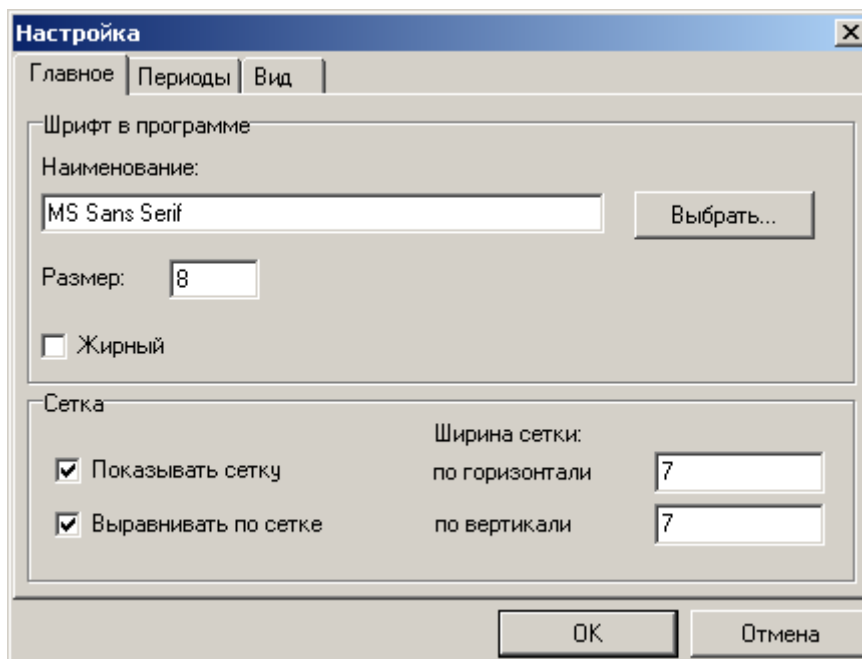 Настройка
Главное Периоды Вид
Шрифт в программе
Наименование:
MS Sans Serif Выбрать...
Размер: 8
Жирный
Сетка
Ширина сетки:
Показывать сетку по горизонтали 7
Выравнивать по сетке по вертикали 7
OK Отмена